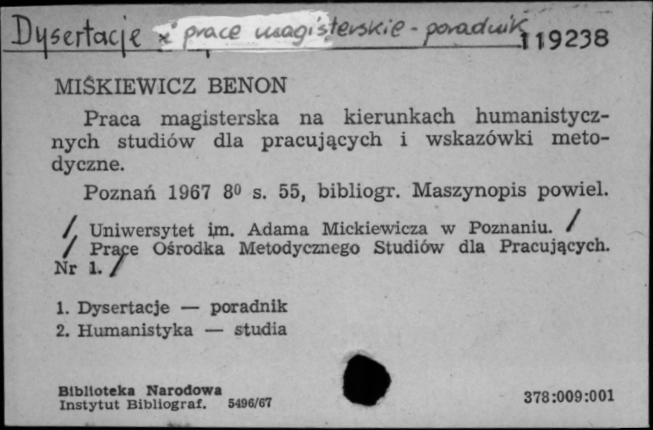 Dysertacje i prace magisterskie - poradnik
119238
MIŚKIEWICZ BENON
Praca magisterska na kierunkach humanistycz-
nych studiów dla pracujących i wskazówki meto-
dyczne.
Poznań 1967 8⁰ s. 55, bibliogr. Maszynopis powiel.
/ Uniwersytet im. Adama Mickiewicza w Poznaniu. /
/ Prace Ośrodka Metodycznego Studiów dla Pracujących.
Nr 1. /
1. Dysertacje — poradnik
2. Humanistyka — studia
Biblioteka Narodowa
Instytut Bibliograf. 5496/67
378:009:001